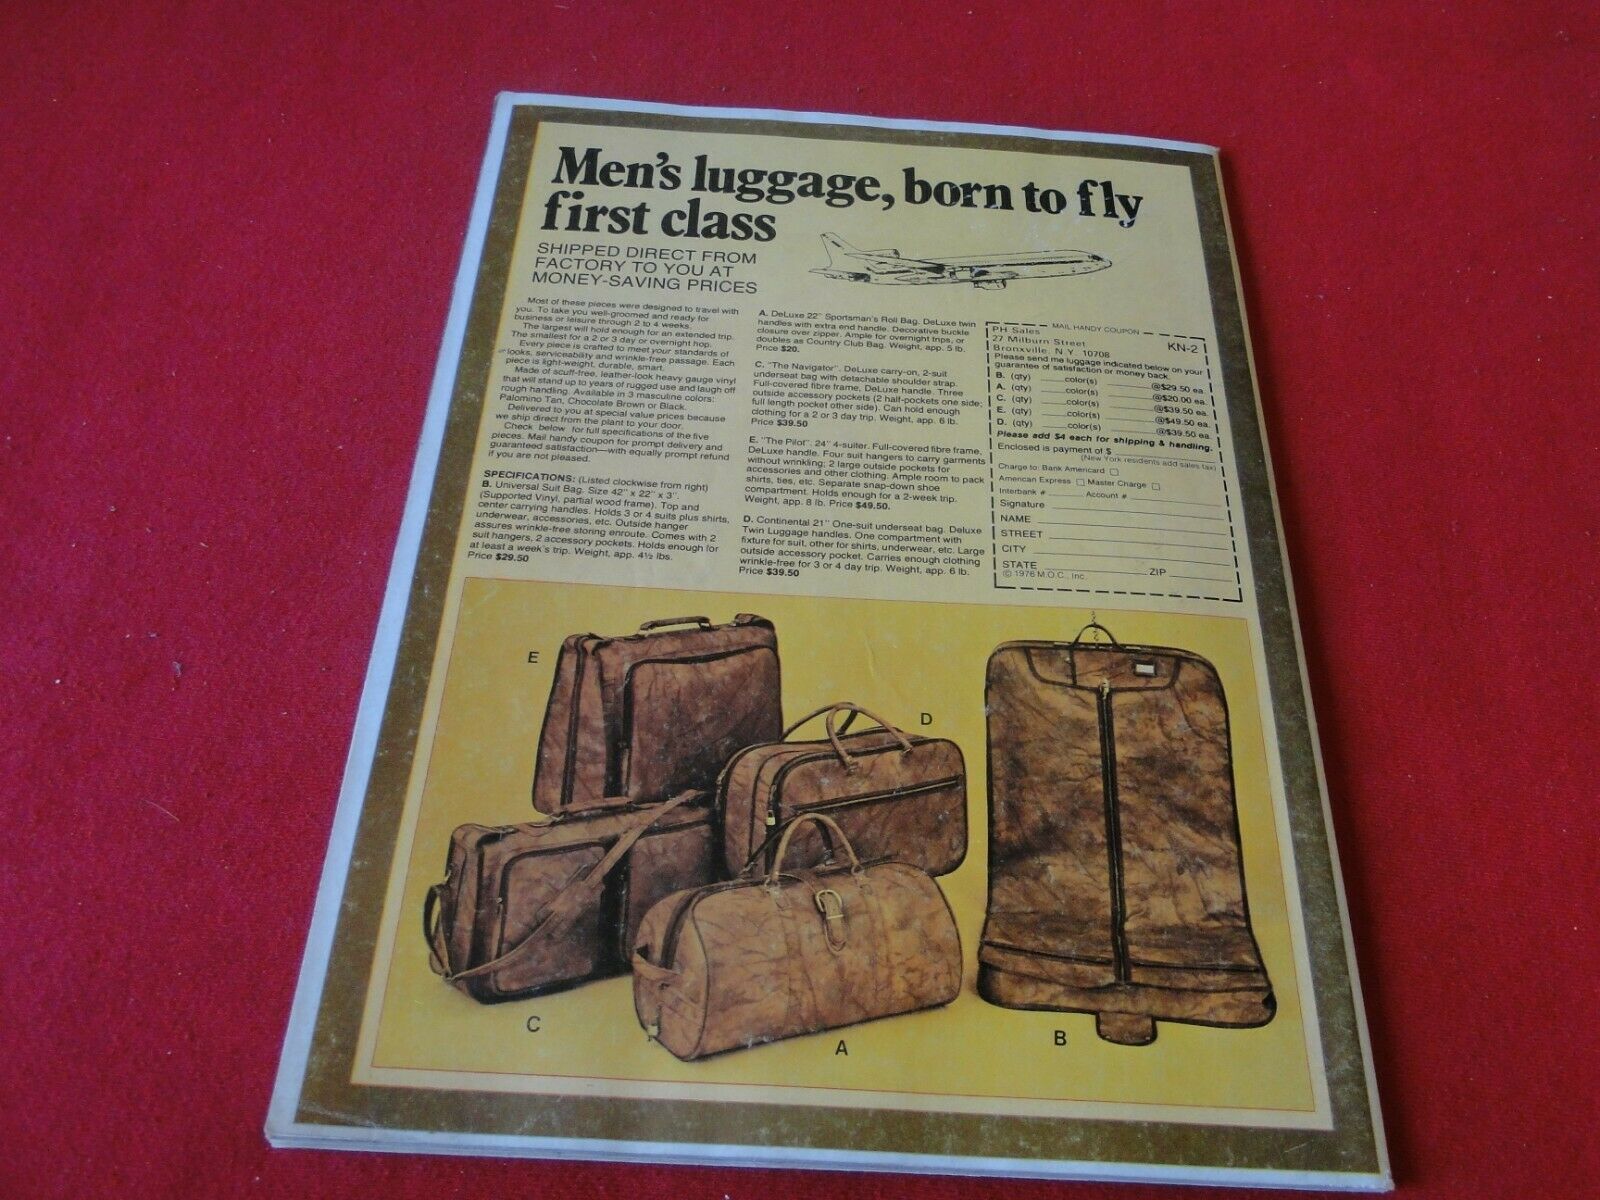 Men's luggage, born to fly
first class
SHIPPED DIRECT FROM
FACTORY TO YOU AT
MONEY-SAVING PRICES
Most of these pieces were designed to travel with
you. To take you well-groomed and ready for
business or leisure through 2 to 4 weeks.
The largest will hold enough for an extended trip.
The smallest for a 2 or 3 day or overnight hop.
Every piece is crafted to meet your standards of
looks, serviceability and wrinkle-free passage. Each
piece is light-weight, durable, smart.
Made of scuff-free, leather-look heavy gauge vinyl
that will stand up to years of rugged use and laugh off
rough handling. Available in 3 masculine colors:
Palomino Tan, Chocolate Brown or Black.
Delivered to you at special value prices because
we ship direct from the plant to your door.
Check below for full specifications of the five
pieces. Mail handy coupon for prompt delivery and
guaranteed satisfaction—with equally prompt refund
if you are not pleased.
SPECIFICATIONS: (Listed clockwise from right)
B. Universal Suit Bag. Size 42" x 22" x 3".
(Supported Vinyl, partial wood frame). Top and
center carrying handles. Holds 3 or 4 suits plus shirts,
underwear, accessories, etc. Outside hanger
assures wrinkle-free storing enroute. Comes with 2
suit hangers, 2 accessory pockets. Holds enough for
at least a week's trip. Weight, app. 4½ lbs.
Price $29.50
A. DeLuxe 22" Sportsman's Roll Bag. DeLuxe twin
handles with extra end handle. Decorative buckle
closure over zipper. Ample for overnight trips, or
doubles as Country Club Bag. Weight, app. 5 lb.
Price $20.
C. "The Navigator". DeLuxe carry-on, 2-suit
underseat bag with detachable shoulder strap.
Full-covered fibre frame, DeLuxe handle. Three
outside accessory pockets (2 half-pockets one side;
full length pocket other side). Can hold enough
clothing for a 2 or 3 day trip. Weight, app. 6 lb.
Price $39.50
E. "The Pilot" 24" 4-suiter. Full-covered fibre frame,
DeLuxe handle. Four suit hangers to carry garments
without wrinkling; 2 large outside pockets for
accessories and other clothing. Ample room to pack
shirts, ties, etc. Separate snap-down shoe
compartment. Holds enough for a 2-week trip.
Weight, app. 8 lb. Price $49.50.
D. Continental 21" One-suit underseat bag. Deluxe
Twin Luggage handles. One compartment with
fixture for suit, other for shirts, underwear, etc. Large
outside accessory pocket. Carries enough clothing
wrinkle-free for 3 or 4 day trip. Weight, app. 6 lb.
Price $39.50
MAIL HANDY COUPON
PH Sales KN-2
27 Milburn Street
Bronxville, N.Y. 10708
Please send me luggage indicated below on your
guarantee of satisfaction or money back.
B. (qty) ____ color(s) ____ @$29.50 ea.
A. (qty) ____ color(s) ____ @$20.00 ea.
C. (qty) ____ color(s) ____ @$39.50 ea.
E. (qty) ____ color(s) ____ @$49.50 ea.
D. (qty) ____ color(s) ____ @$39.50 ea.
Please add $4 each for shipping & handling.
Enclosed is payment of $ ____
(New York residents add sales tax)
Charge to: Bank Americard □
American Express □ Master Charge □
Interbank # ____ Account # ____
Signature ____
NAME ____
STREET ____
CITY ____
STATE ____ ZIP ____
© 1976 M.O.C., Inc.
E
D
C
A
B